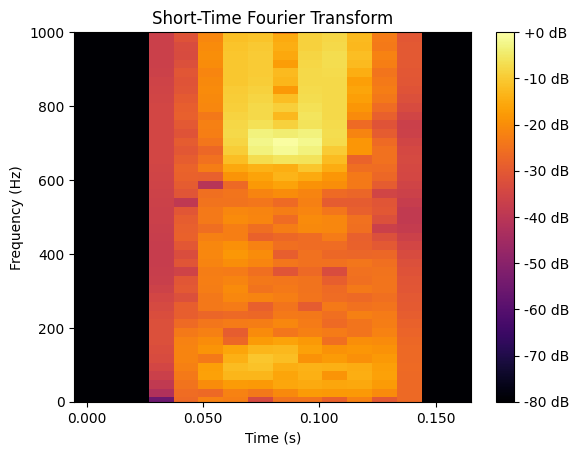 Short-Time Fourier Transform
1000
800
600
400
200
0
Frequency (Hz)
0.000
0.050
0.100
0.150
Time (s)
+0 dB
-10 dB
-20 dB
-30 dB
-40 dB
-50 dB
-60 dB
-70 dB
-80 dB